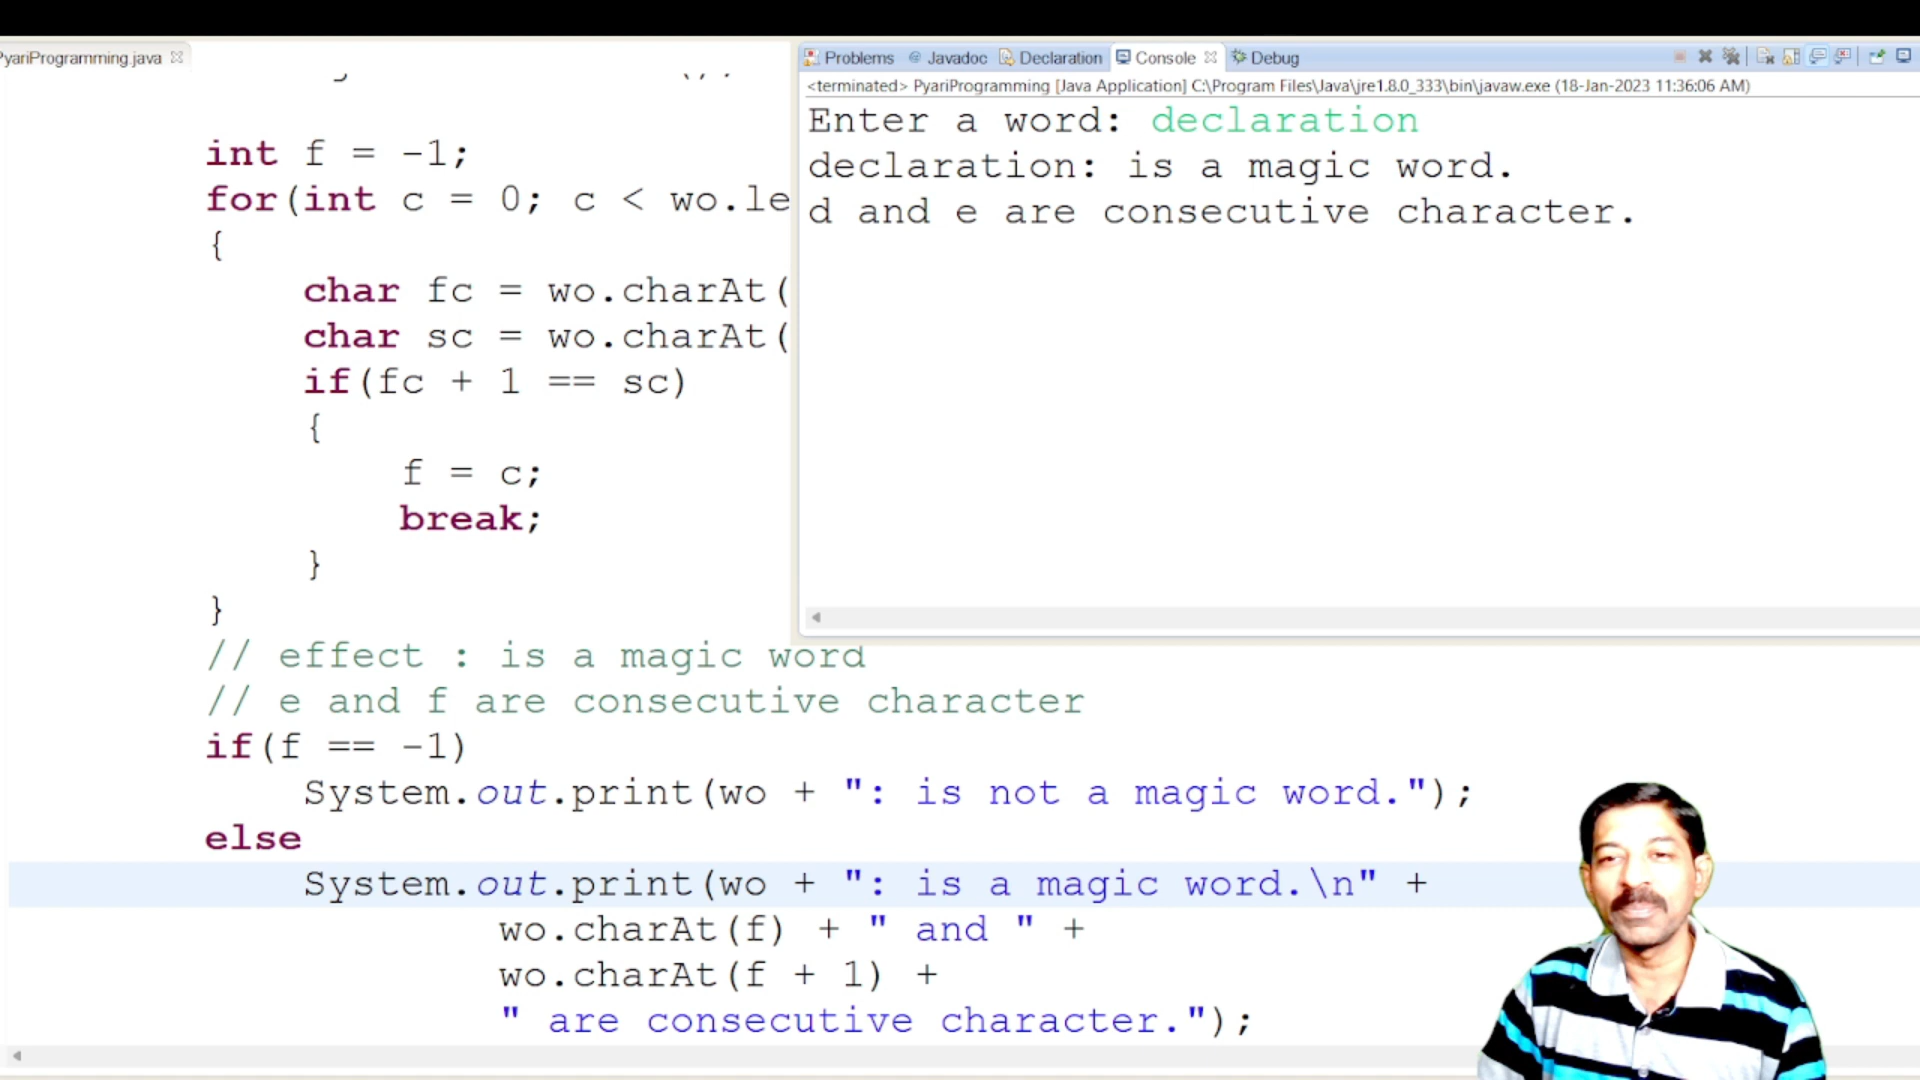 PyariProgramming.java
int f = -1;
for(int c = 0; c < wo.le
{
char fc = wo.charAt(
char sc = wo.charAt(
if(fc + 1 == sc)
{
f = c;
break;
}
}
// effect : is a magic word
// e and f are consecutive character
if(f == -1)
System.out.print(wo + ": is not a magic word.");
else
System.out.print(wo + ": is a magic word.\n" +
wo.charAt(f) + " and " +
wo.charAt(f + 1) +
" are consecutive character.");
Problems @ Javadoc Declaration Console Debug
<terminated> PyariProgramming [Java Application] C:\Program Files\Java\jre1.8.0_333\bin\javaw.exe (18-Jan-2023 11:36:06 AM)
Enter a word: declaration
declaration: is a magic word.
d and e are consecutive character.